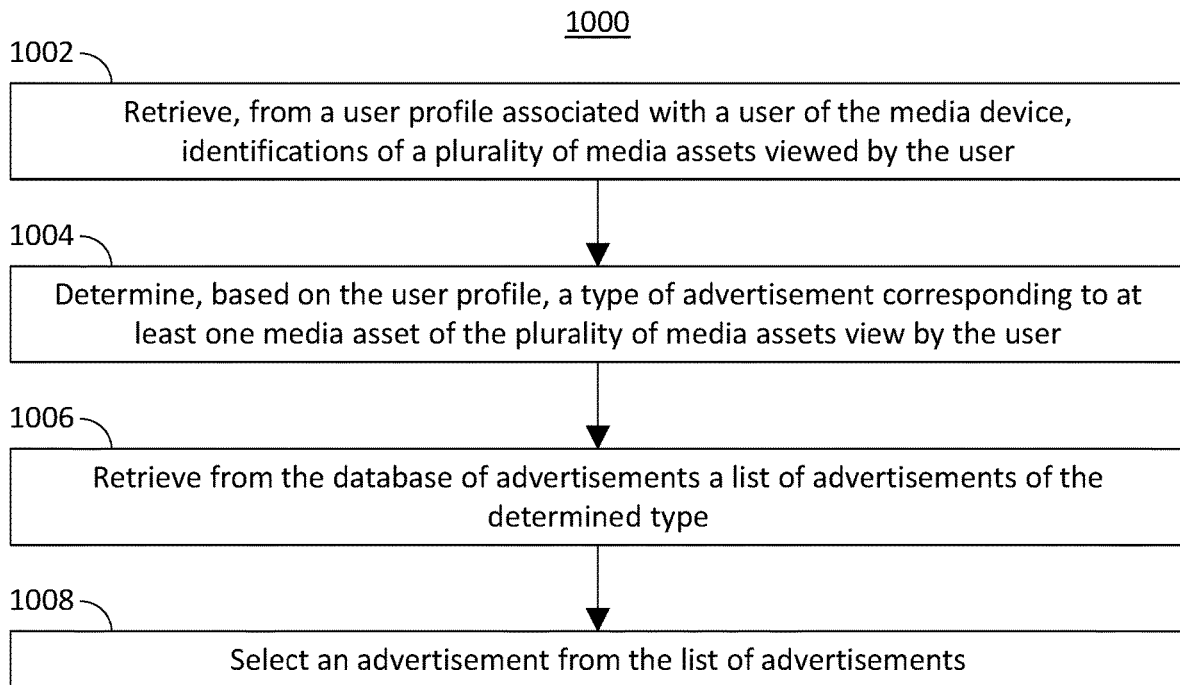 1000
1002
Retrieve, from a user profile associated with a user of the media device,
identifications of a plurality of media assets viewed by the user
1004
Determine, based on the user profile, a type of advertisement corresponding to at
least one media asset of the plurality of media assets view by the user
1006
Retrieve from the database of advertisements a list of advertisements of the
determined type
1008
Select an advertisement from the list of advertisements